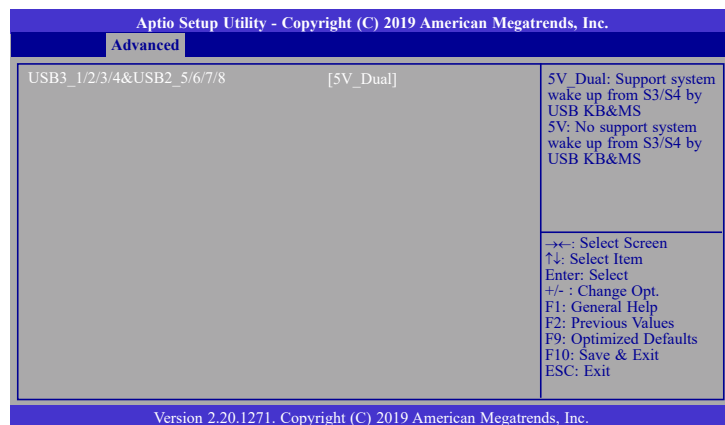 Aptio Setup Utility - Copyright (C) 2019 American Megatrends, Inc.
Advanced
USB3_1/2/3/4&USB2_5/6/7/8 [5V_Dual]
5V_Dual: Support system
wake up from S3/S4 by
USB KB&MS
5V: No support system
wake up from S3/S4 by
USB KB&MS
→←: Select Screen
↑↓: Select Item
Enter: Select
+/- : Change Opt.
F1: General Help
F2: Previous Values
F9: Optimized Defaults
F10: Save & Exit
ESC: Exit
Version 2.20.1271. Copyright (C) 2019 American Megatrends, Inc.